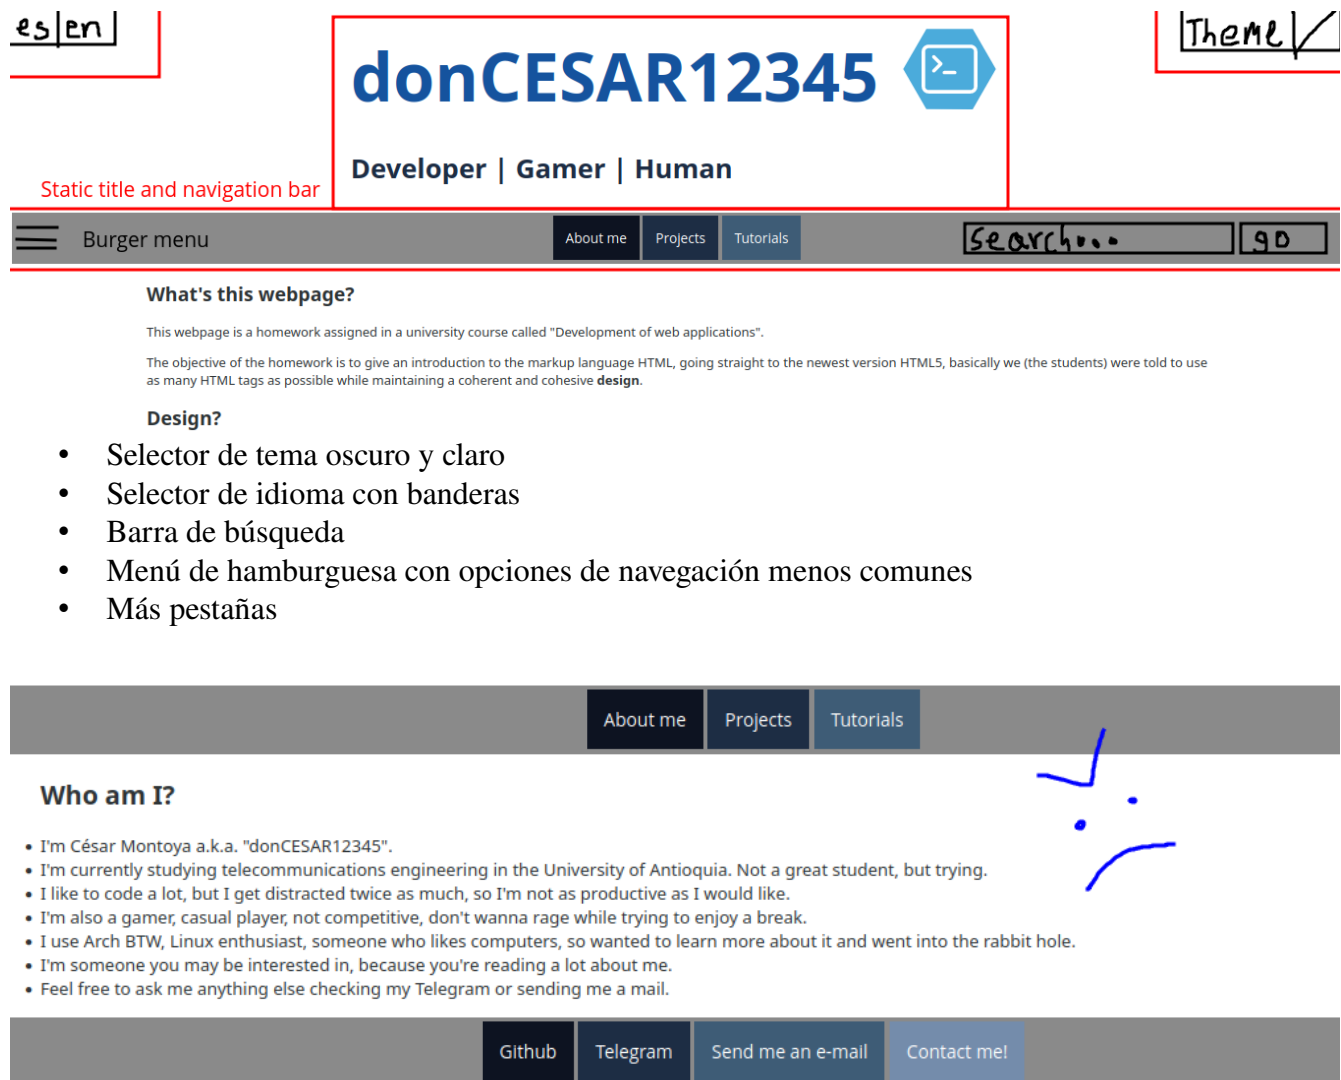 es|en
Theme
donCESAR12345
>_
Developer | Gamer | Human
Static title and navigation bar
Burger menu
About me
Projects
Tutorials
Search...
go
What's this webpage?
This webpage is a homework assigned in a university course called "Development of web applications".
The objective of the homework is to give an introduction to the markup language HTML, going straight to the newest version HTML5, basically we (the students) were told to use
as many HTML tags as possible while maintaining a coherent and cohesive design.
Design?
• Selector de tema oscuro y claro
• Selector de idioma con banderas
• Barra de búsqueda
• Menú de hamburguesa con opciones de navegación menos comunes
• Más pestañas
About me
Projects
Tutorials
Who am I?
• I'm César Montoya a.k.a. "donCESAR12345".
• I'm currently studying telecommunications engineering in the University of Antioquia. Not a great student, but trying.
• I like to code a lot, but I get distracted twice as much, so I'm not as productive as I would like.
• I'm also a gamer, casual player, not competitive, don't wanna rage while trying to enjoy a break.
• I use Arch BTW, Linux enthusiast, someone who likes computers, so wanted to learn more about it and went into the rabbit hole.
• I'm someone you may be interested in, because you're reading a lot about me.
• Feel free to ask me anything else checking my Telegram or sending me a mail.
Github
Telegram
Send me an e-mail
Contact me!